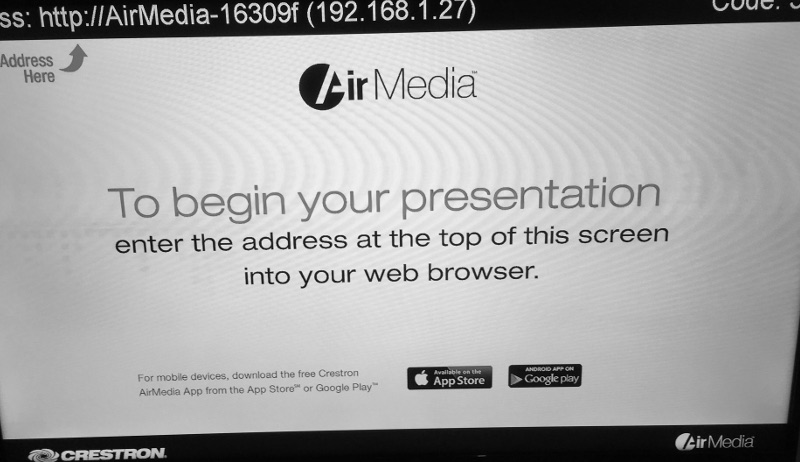 ss: http://AirMedia-16309f (192.168.1.27)
Code:
Address
Here
AirMedia™
To begin your presentation
enter the address at the top of this screen
into your web browser.
For mobile devices, download the free Crestron
AirMedia App from the App Store℠ or Google Play™
Available on the
App Store
ANDROID APP ON
Google play
CRESTRON
AirMedia